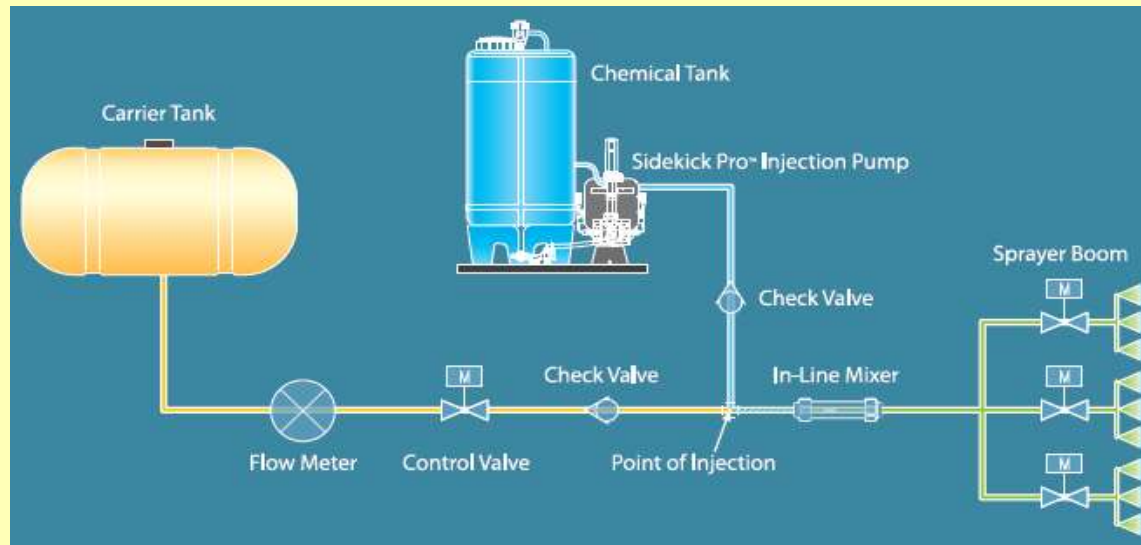 Chemical Tank
Carrier Tank
Sidekick Pro™ Injection Pump
Sprayer Boom
M
Check Valve
M
Check Valve
In-Line Mixer
M
Flow Meter
Control Valve
Point of Injection
M